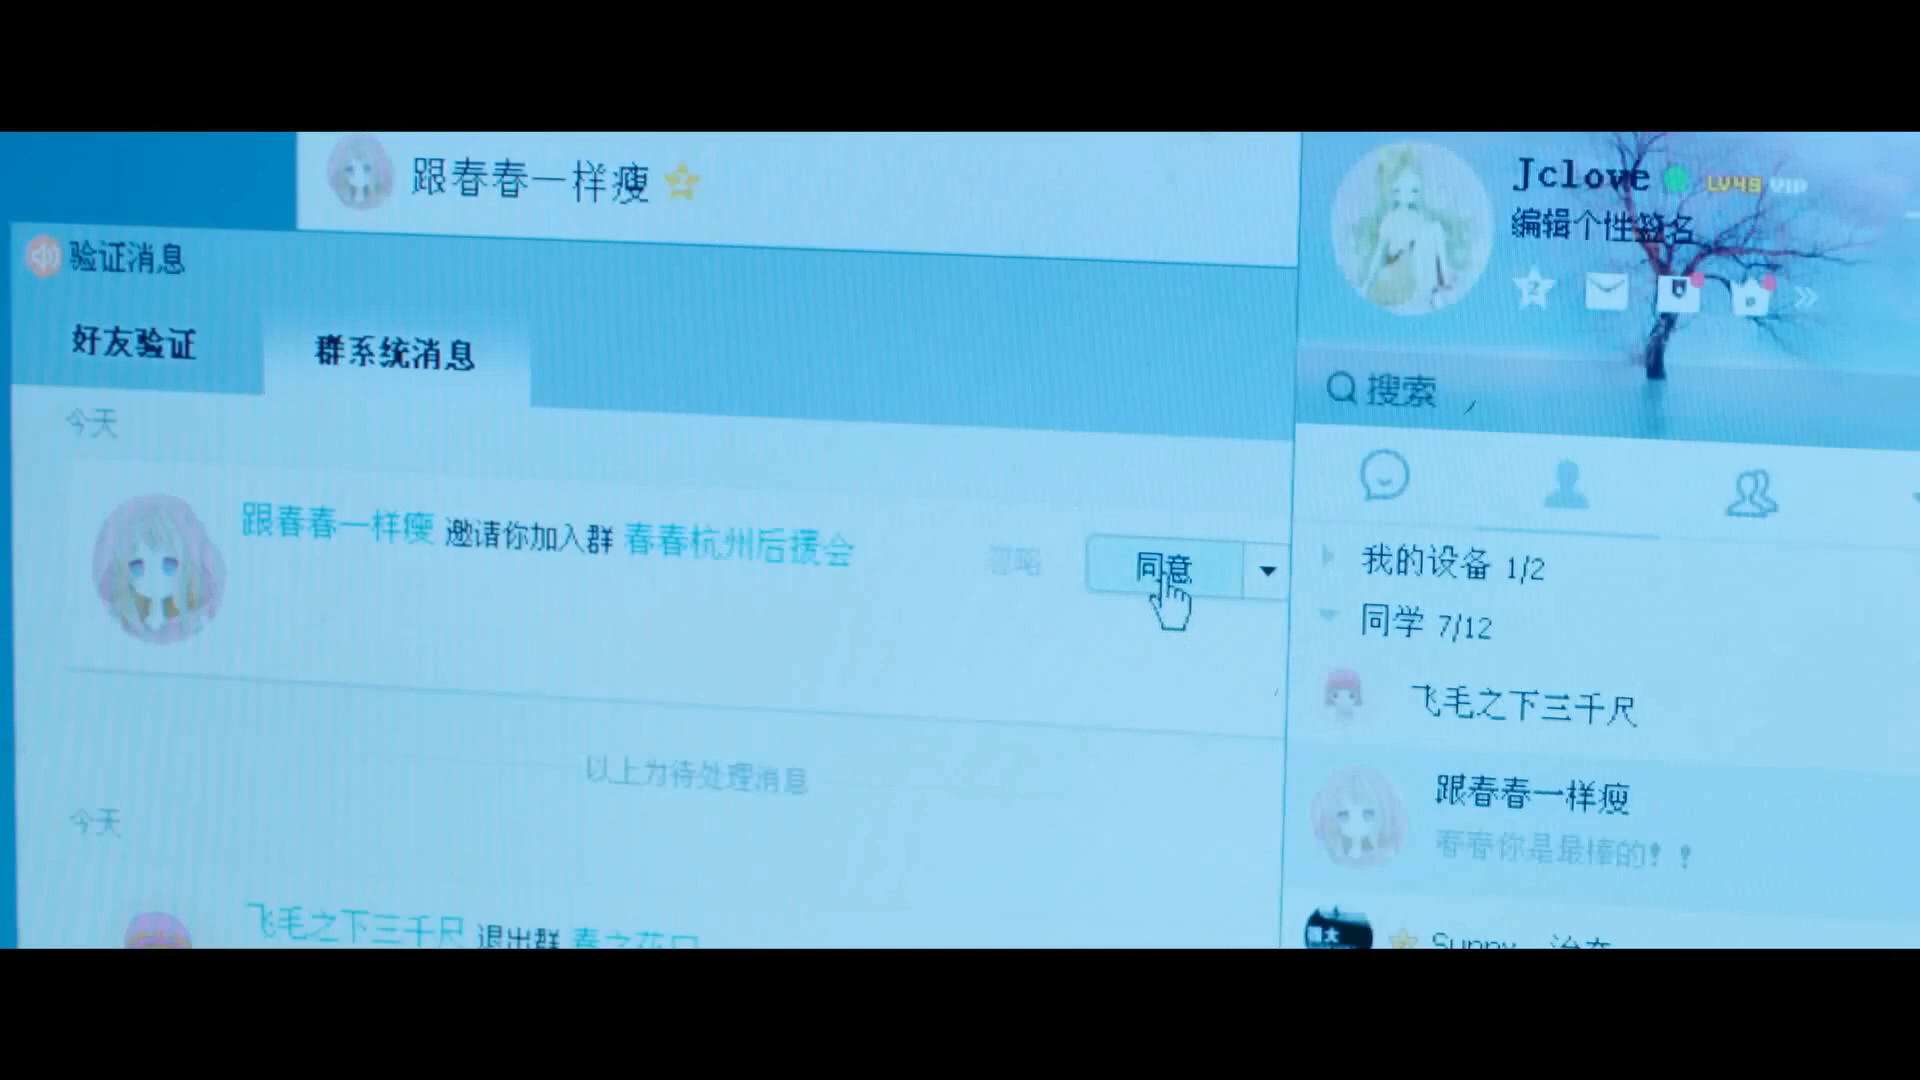 跟春春一样瘦
验证消息
好友验证
群系统消息
今天
跟春春一样瘦 邀请你加入群 春春杭州后援会
忽略
同意
以上为待处理消息
今天
飞毛之下三千尺 退出群
Jclove LV48 VIP
编辑个性签名
搜索
我的设备 1/2
同学 7/12
飞毛之下三千尺
跟春春一样瘦
春春你是最棒的！！
Sunny